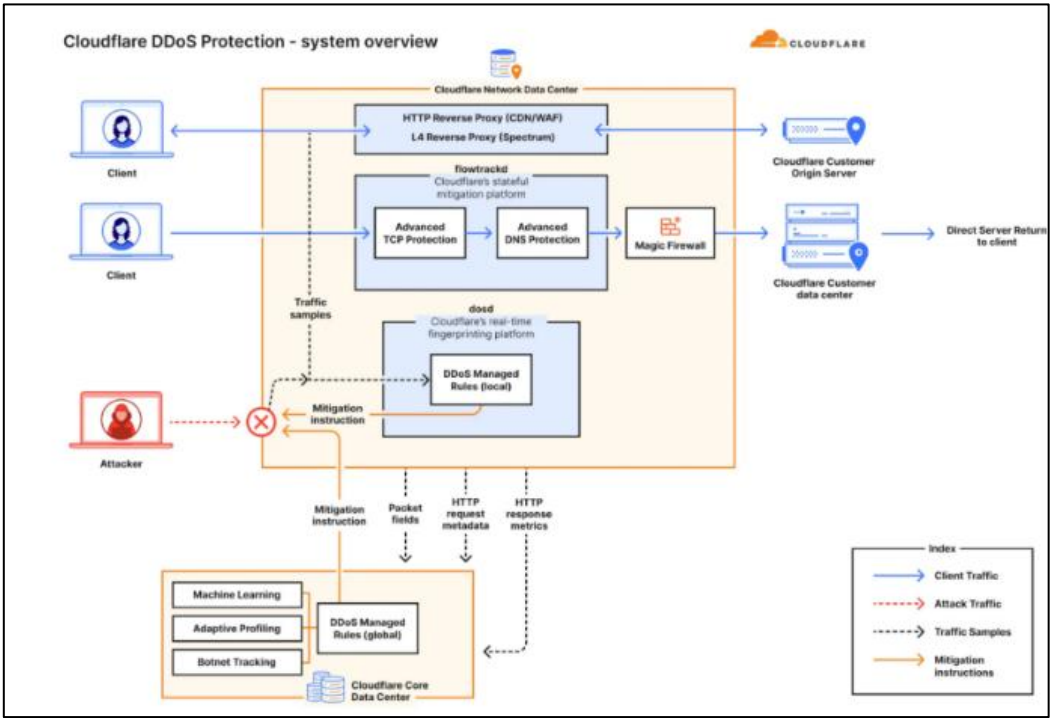 Cloudflare DDoS Protection - system overview
CLOUDFLARE
Cloudflare Network Data Center
HTTP Reverse Proxy (CDN/WAF)
L4 Reverse Proxy (Spectrum)
Client
Cloudflare Customer
Origin Server
flowtrackd
Cloudflare's stateful
mitigation platform
Advanced
TCP Protection
Advanced
DNS Protection
Magic Firewall
Client
Cloudflare Customer
data center
Direct Server Return
to client
Traffic
samples
dosd
Cloudflare's real-time
fingerprinting platform
DDoS Managed
Rules (local)
Mitigation
instruction
Attacker
Mitigation
instruction
Packet
fields
HTTP
request
metadata
HTTP
response
metrics
Machine Learning
Adaptive Profiling
Botnet Tracking
DDoS Managed
Rules (global)
Cloudflare Core
Data Center
Index
Client Traffic
Attack Traffic
Traffic Samples
Mitigation
instructions